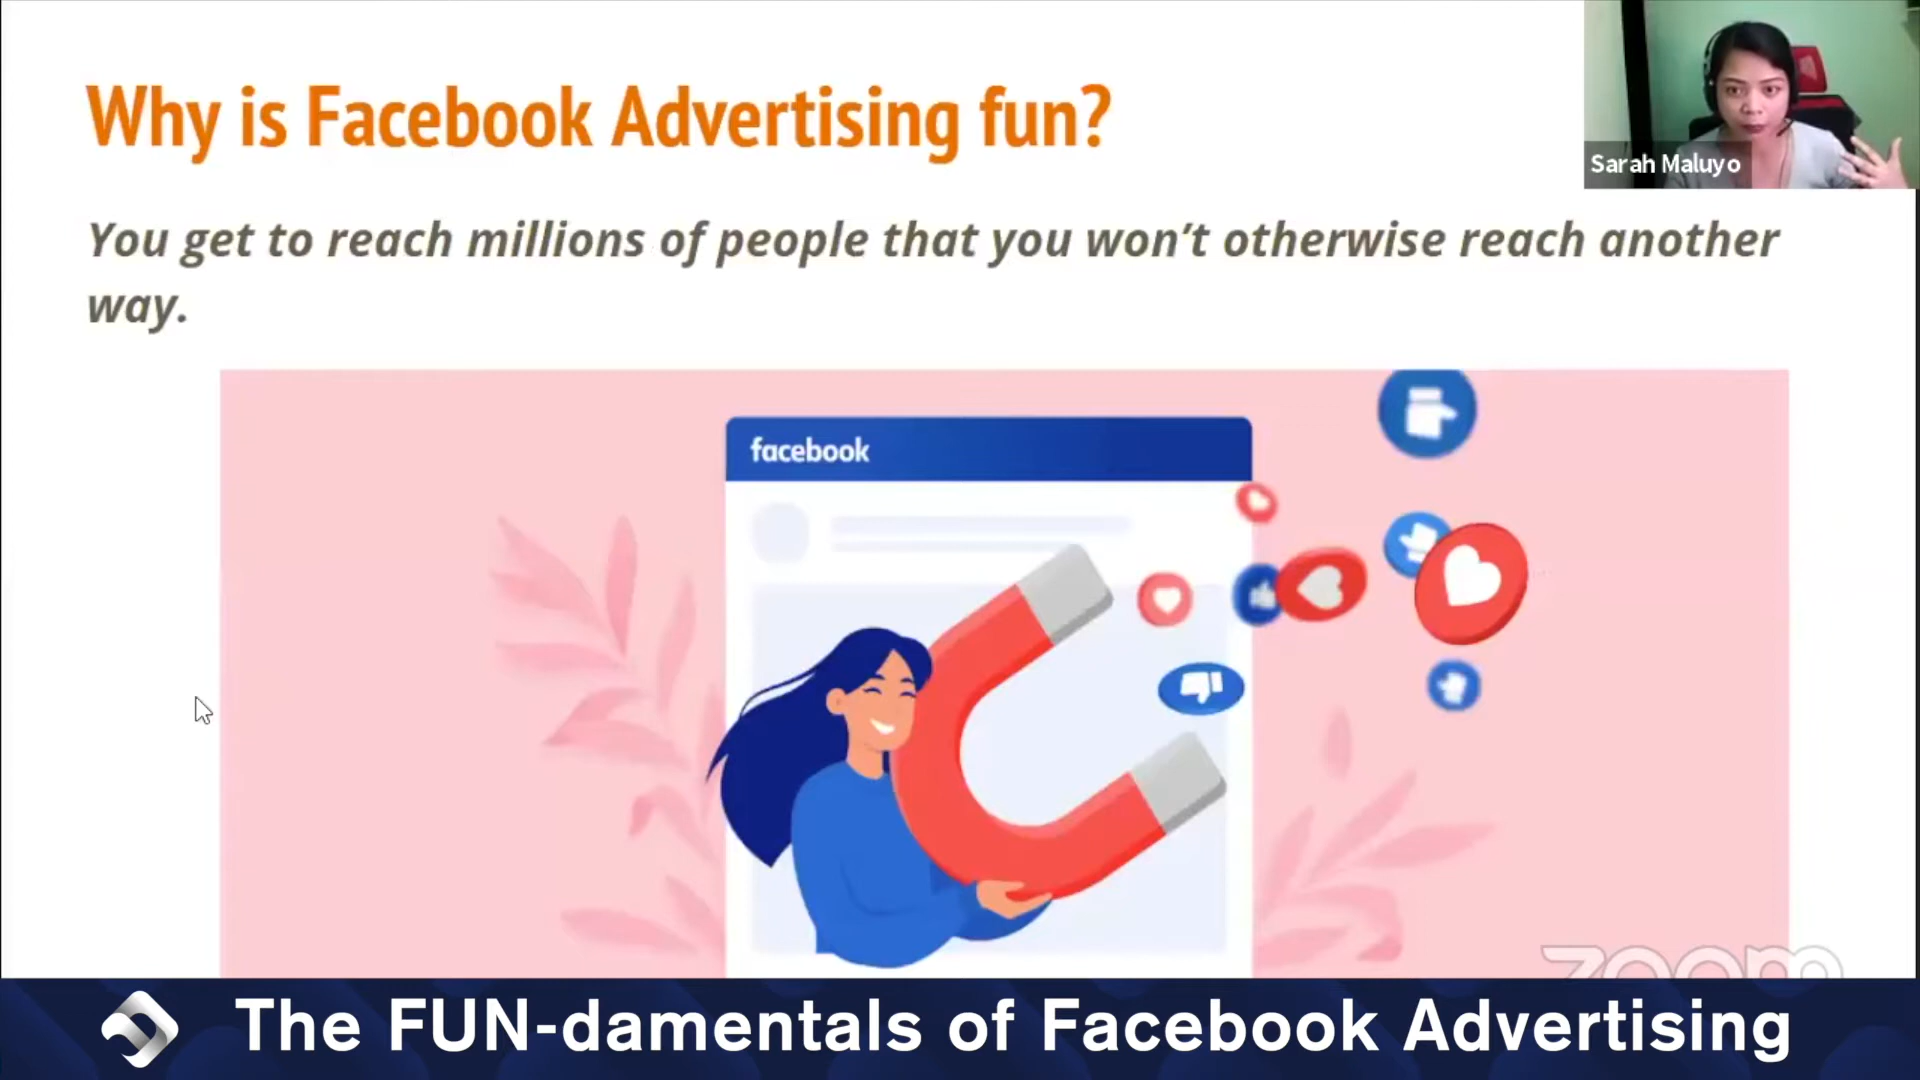 Why is Facebook Advertising fun?
Sarah Maluyo
You get to reach millions of people that you won’t otherwise reach another
way.
facebook
zoom
The FUN-damentals of Facebook Advertising